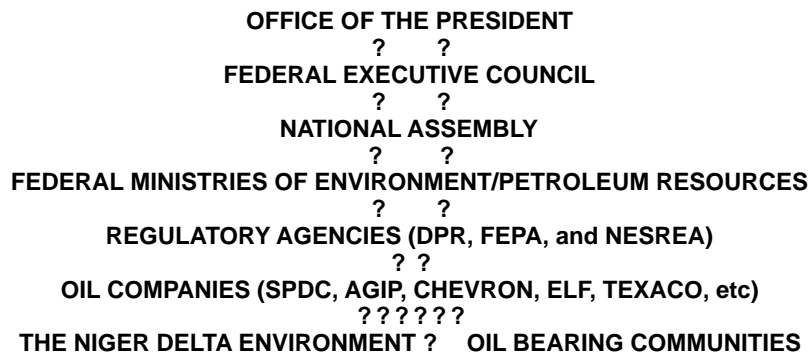 OFFICE OF THE PRESIDENT
? ?
FEDERAL EXECUTIVE COUNCIL
? ?
NATIONAL ASSEMBLY
? ?
FEDERAL MINISTRIES OF ENVIRONMENT/PETROLEUM RESOURCES
? ?
REGULATORY AGENCIES (DPR, FEPA, and NESREA)
? ?
OIL COMPANIES (SPDC, AGIP, CHEVRON, ELF, TEXACO, etc)
? ? ? ? ? ?
THE NIGER DELTA ENVIRONMENT ? OIL BEARING COMMUNITIES